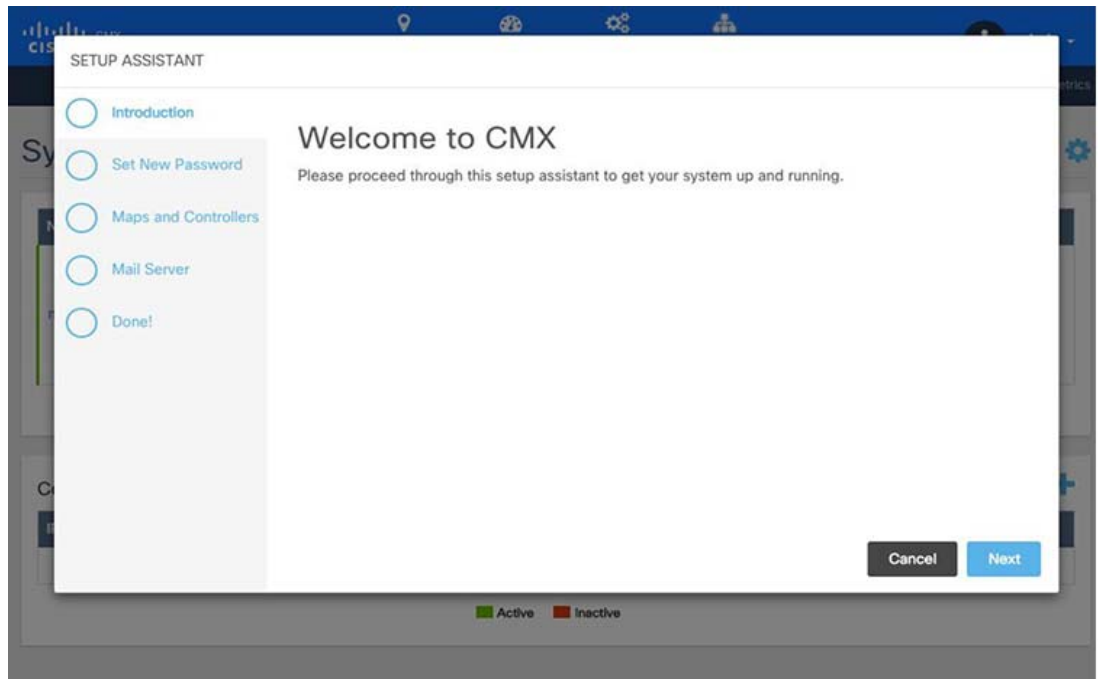 SETUP ASSISTANT
Introduction
Set New Password
Maps and Controllers
Mail Server
Done!
Welcome to CMX
Please proceed through this setup assistant to get your system up and running.
Cancel
Next
Active
Inactive